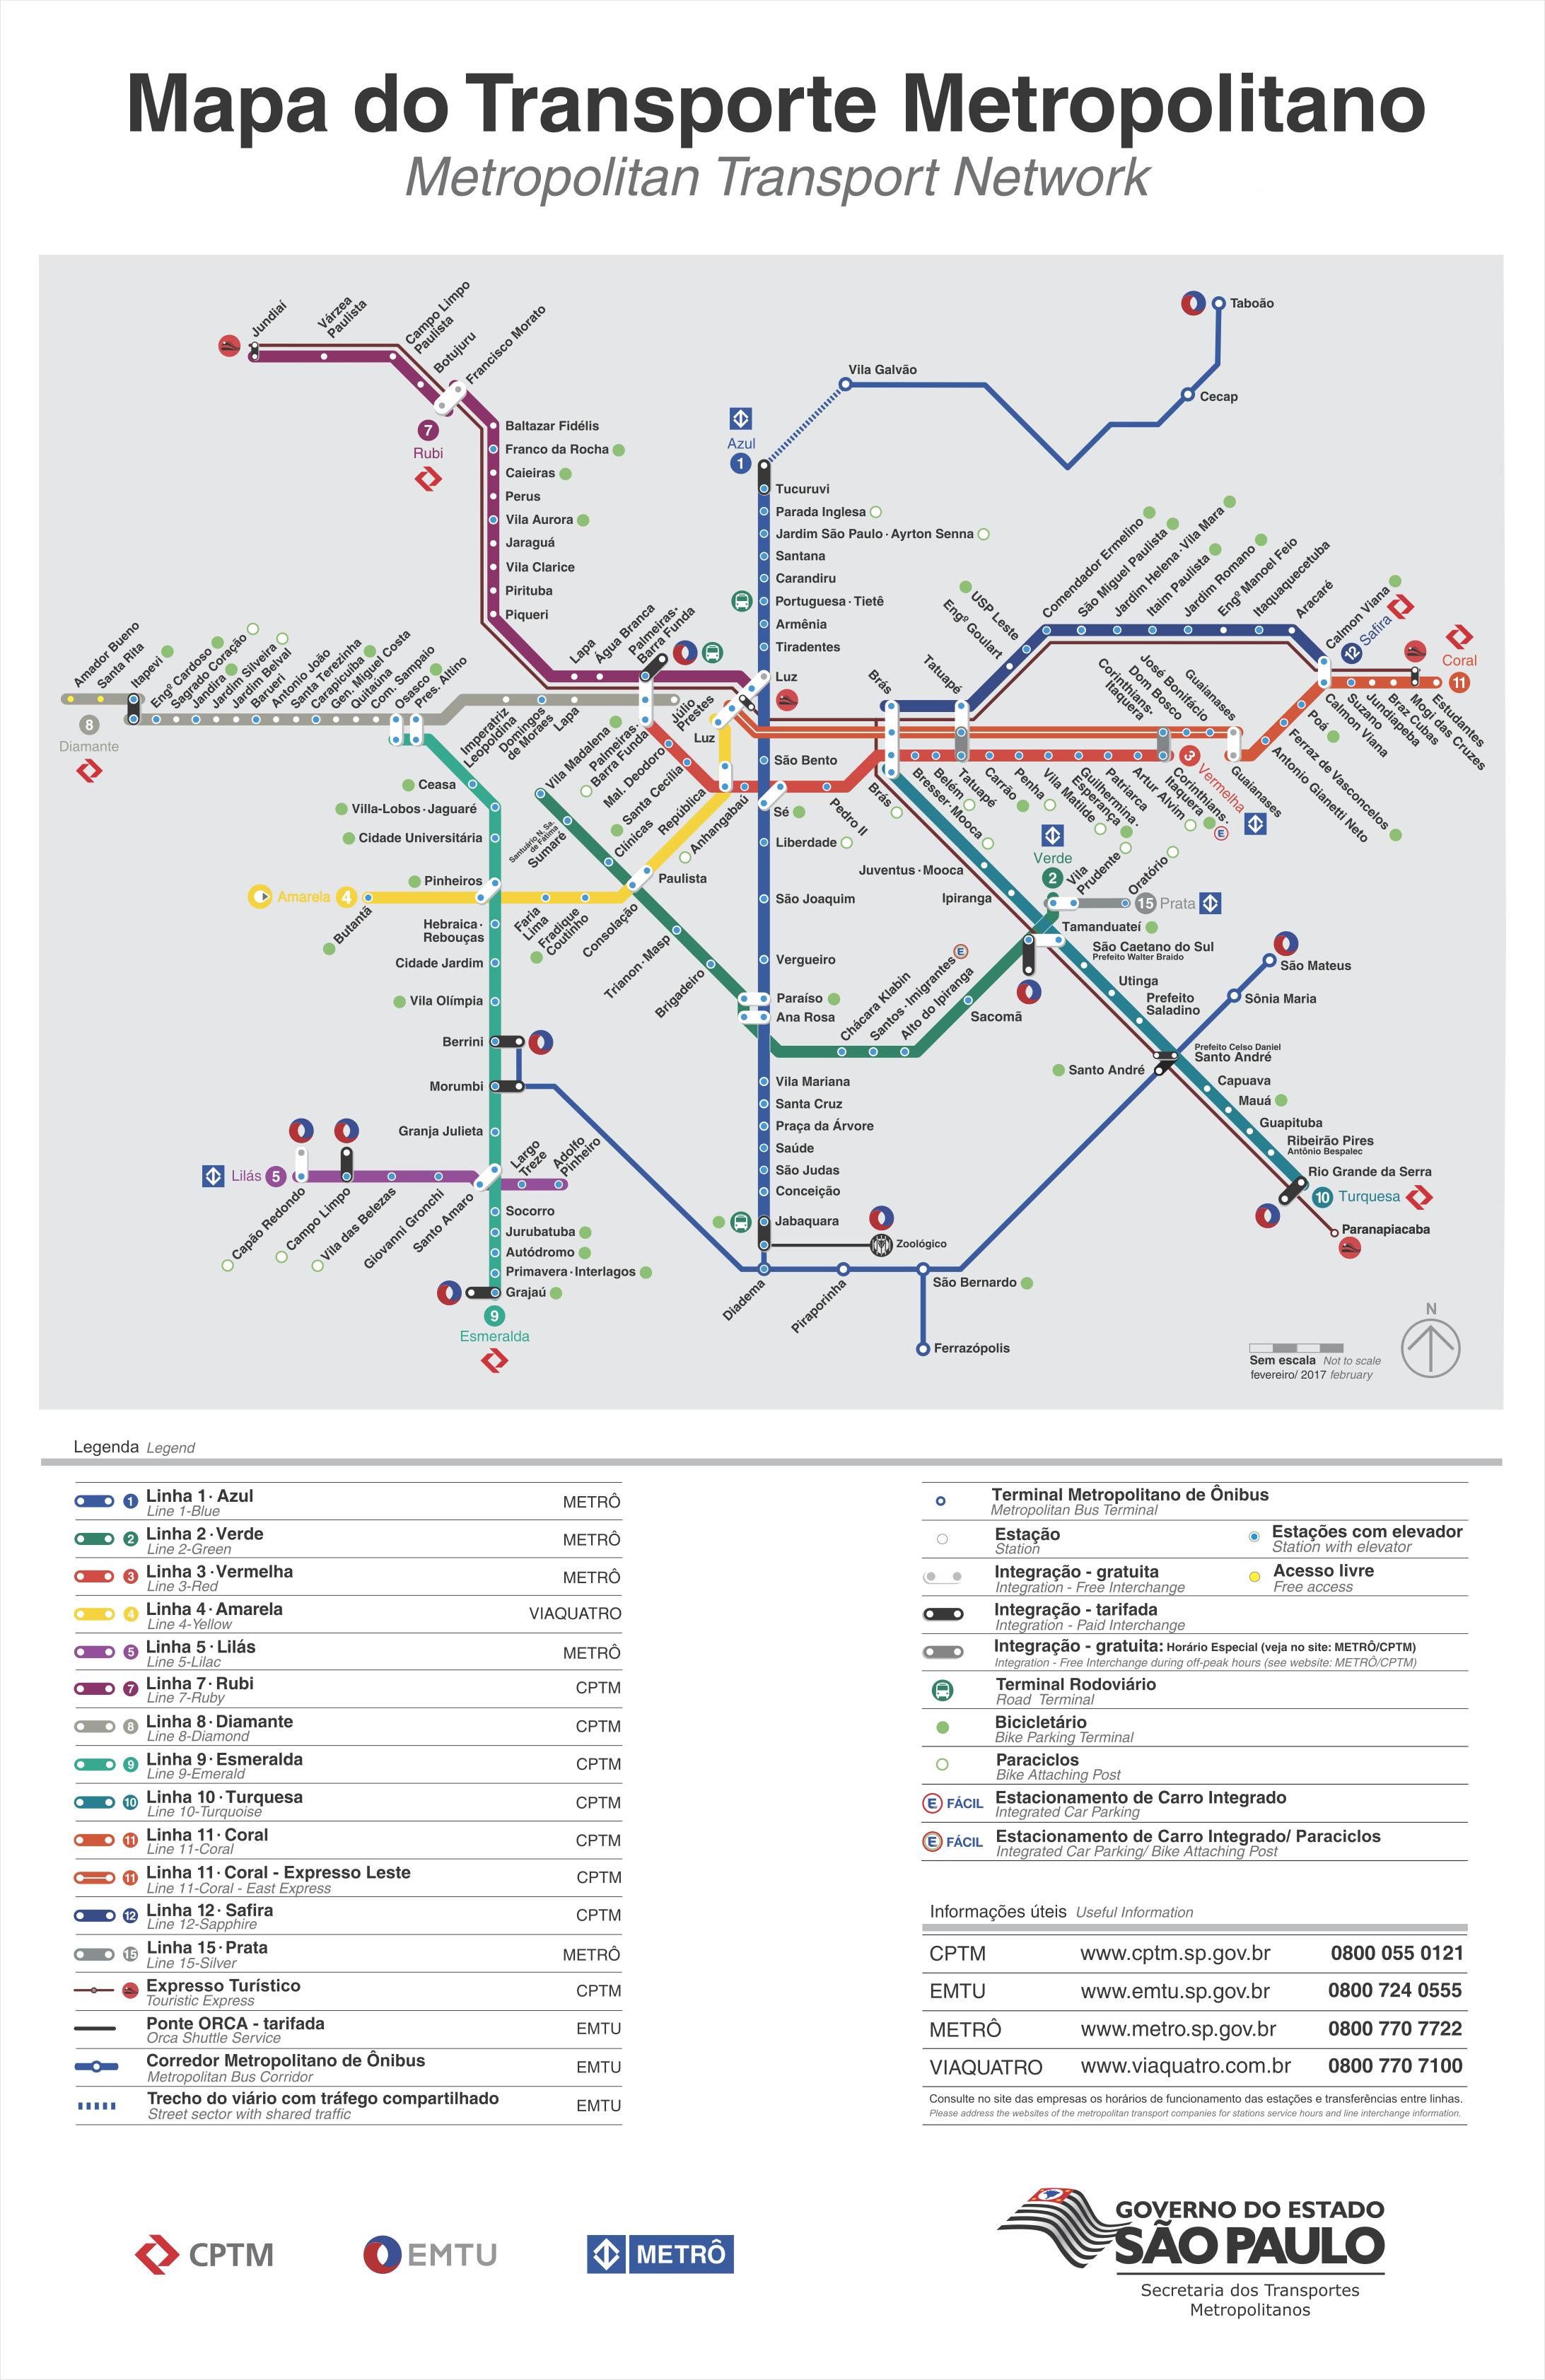 Mapa do Transporte Metropolitano
Metropolitan Transport Network
Jundiaí
Várzea
Paulista
Campo Limpo
Paulista
Botujuru
Francisco Morato
7
Rubi
Baltazar Fidélis
Franco da Rocha
Caieiras
Perus
Vila Aurora
Jaraguá
Vila Clarice
Pirituba
Piqueri
Lapa
Água Branca
Palmeiras-
Barra Funda
Taboão
Cecap
Vila Galvão
Azul
1
Tucuruvi
Parada Inglesa
Jardim São Paulo·Ayrton Senna
Santana
Carandiru
Portuguesa·Tietê
Armênia
Tiradentes
Luz
São Bento
Sé
Liberdade
São Joaquim
Vergueiro
Paraíso
Ana Rosa
Vila Mariana
Santa Cruz
Praça da Árvore
Saúde
São Judas
Conceição
Jabaquara
Zoológico
Diadema
Piraporinha
São Bernardo
Ferrazópolis
Amador Bueno
Santa Rita
Itapevi
Engº Cardoso
Sagrado Coração
Jandira
Jardim Silveira
Jardim Belval
Barueri
Antonio João
Santa Terezinha
Carapicuíba
Gen. Miguel Costa
Quitauna
Com. Sampaio
Osasco
Pres. Altino
8
Diamante
Imperatriz
Leopoldina
Domingos
de Moraes
Lapa
Palmeiras.
Barra Funda
Júlio
Prestes
Luz
Mal. Deodoro
Santa Cecília
República
Anhangabaú
Pedro II
Brás
Brás
Bresser·Mooca
Belém
Tatuapé
Tatuapé
Carrão
Penha
Vila Matilde
Guilhermina·
Esperança
Patriarca
Artur Alvim
Corinthians·
Itaquera
E
3
Vermelha
Engº Goulart
USP Leste
Comendador Ermelino
São Miguel Paulista
Jardim Helena·Vila Mara
Itaim Paulista
Jardim Romano
Engº Manoel Feio
Itaquaquecetuba
Aracaré
Calmon Viana
12
Safira
Coral
11
Corinthians-
Itaquera
Dom Bosco
José Bonifácio
Guaianases
Guaianases
Antonio Gianetti Neto
Ferraz de Vasconcelos
Poá
Calmon Viana
Suzano
Jundiapeba
Braz Cubas
Mogi das Cruzes
Estudantes
Ceasa
Villa-Lobos·Jaguaré
Cidade Universitária
Pinheiros
Hebraica·
Rebouças
Cidade Jardim
Vila Olímpia
Berrini
Morumbi
Granja Julieta
Santo Amaro
Socorro
Jurubatuba
Autódromo
Primavera·Interlagos
Grajaú
9
Esmeralda
Amarela 4
Butantã
Faria
Lima
Fradique
Coutinho
Paulista
Vila Madalena
Santuário N. Sa.
de Fátima
Sumaré
Clínicas
Consolação
Trianon·Masp
Brigadeiro
Chácara Klabin
Santos·Imigrantes
E
Alto do Ipiranga
Sacomã
Tamanduateí
Vila
Prudente
Oratório
Verde
2
15 Prata
Juventus·Mooca
Ipiranga
São Caetano do Sul
Prefeito Walter Braido
Utinga
Prefeito
Saladino
Prefeito Celso Daniel
Santo André
Santo André
Capuava
Mauá
Guapituba
Ribeirão Pires
Antônio Bespalec
Rio Grande da Serra
10 Turquesa
Paranapiacaba
São Mateus
Sônia Maria
Lilás 5
Capão Redondo
Campo Limpo
Vila das Belezas
Giovanni Gronchi
Largo
Treze
Adolfo
Pinheiro
N
Sem escala Not to scale
fevereiro/ 2017 february
Legenda Legend
1 Linha 1·Azul METRÔ
Line 1-Blue
2 Linha 2·Verde METRÔ
Line 2-Green
3 Linha 3·Vermelha METRÔ
Line 3-Red
4 Linha 4·Amarela VIAQUATRO
Line 4-Yellow
5 Linha 5·Lilás METRÔ
Line 5-Lilac
7 Linha 7·Rubi CPTM
Line 7-Ruby
8 Linha 8·Diamante CPTM
Line 8-Diamond
9 Linha 9·Esmeralda CPTM
Line 9-Emerald
10 Linha 10·Turquesa CPTM
Line 10-Turquoise
11 Linha 11·Coral CPTM
Line 11-Coral
11 Linha 11·Coral - Expresso Leste CPTM
Line 11-Coral - East Express
12 Linha 12·Safira CPTM
Line 12-Sapphire
15 Linha 15·Prata METRÔ
Line 15-Silver
Expresso Turístico CPTM
Touristic Express
Ponte ORCA - tarifada EMTU
Orca Shuttle Service
Corredor Metropolitano de Ônibus EMTU
Metropolitan Bus Corridor
Trecho do viário com tráfego compartilhado EMTU
Street sector with shared traffic
Terminal Metropolitano de Ônibus
Metropolitan Bus Terminal
Estação
Station
Estações com elevador
Station with elevator
Integração - gratuita
Integration - Free Interchange
Acesso livre
Free access
Integração - tarifada
Integration - Paid Interchange
Integração - gratuita: Horário Especial (veja no site: METRÔ/CPTM)
Integration - Free Interchange during off-peak hours (see website: METRÔ/CPTM)
Terminal Rodoviário
Road Terminal
Bicicletário
Bike Parking Terminal
Paraciclos
Bike Attaching Post
E FÁCIL Estacionamento de Carro Integrado
Integrated Car Parking
E FÁCIL Estacionamento de Carro Integrado/ Paraciclos
Integrated Car Parking/ Bike Attaching Post
Informações úteis Useful Information
CPTM www.cptm.sp.gov.br 0800 055 0121
EMTU www.emtu.sp.gov.br 0800 724 0555
METRÔ www.metro.sp.gov.br 0800 770 7722
VIAQUATRO www.viaquatro.com.br 0800 770 7100
Consulte no site das empresas os horários de funcionamento das estações e transferências entre linhas.
Please address the websites of the metropolitan transport companies for stations service hours and line interchange information.
CPTM
EMTU
METRÔ
GOVERNO DO ESTADO
SÃO PAULO
Secretaria dos Transportes
Metropolitanos